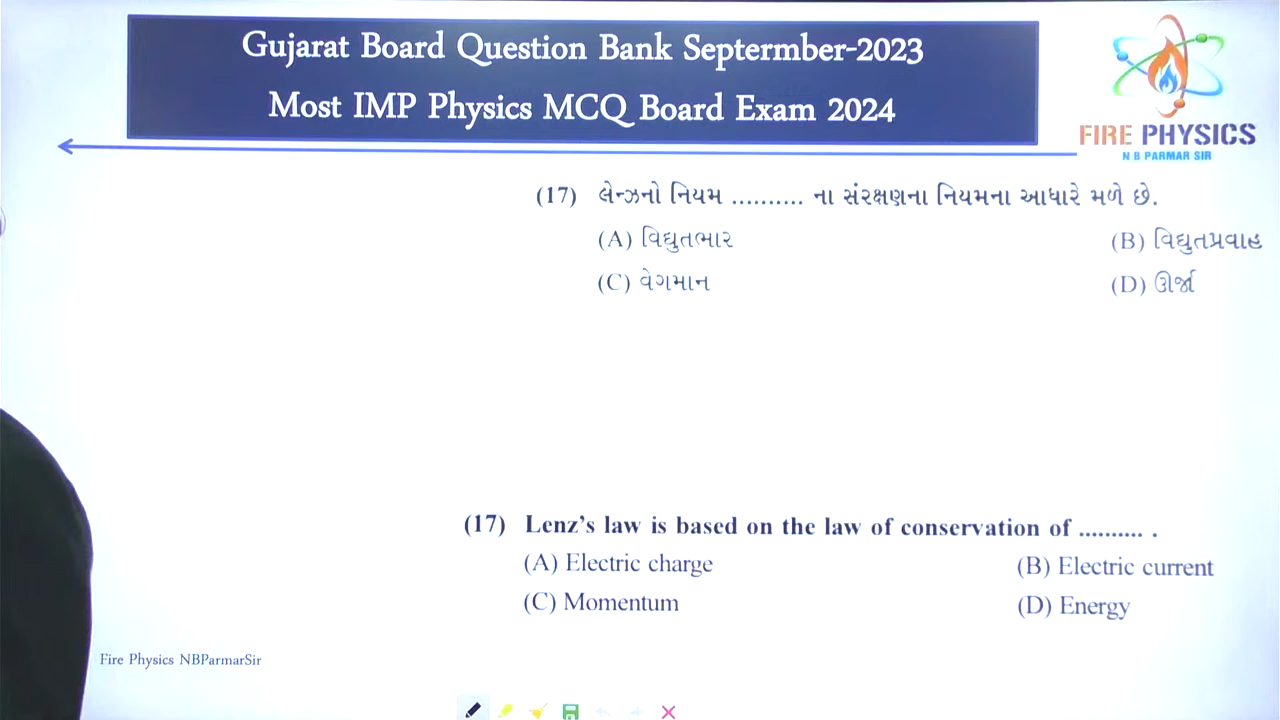 Gujarat Board Question Bank Septermber-2023
Most IMP Physics MCQ Board Exam 2024
FIRE PHYSICS
N B PARMAR SIR
(17) લેન્ઝનો નિયમ .......... ના સંરક્ષણના નિયમના આધારે મળે છે.
(A) વિદ્યુતભાર (B) વિદ્યુતપ્રવાહ
(C) વેગમાન (D) ઊર્જા
(17) Lenz's law is based on the law of conservation of .......... .
(A) Electric charge (B) Electric current
(C) Momentum (D) Energy
Fire Physics NBParmarSir